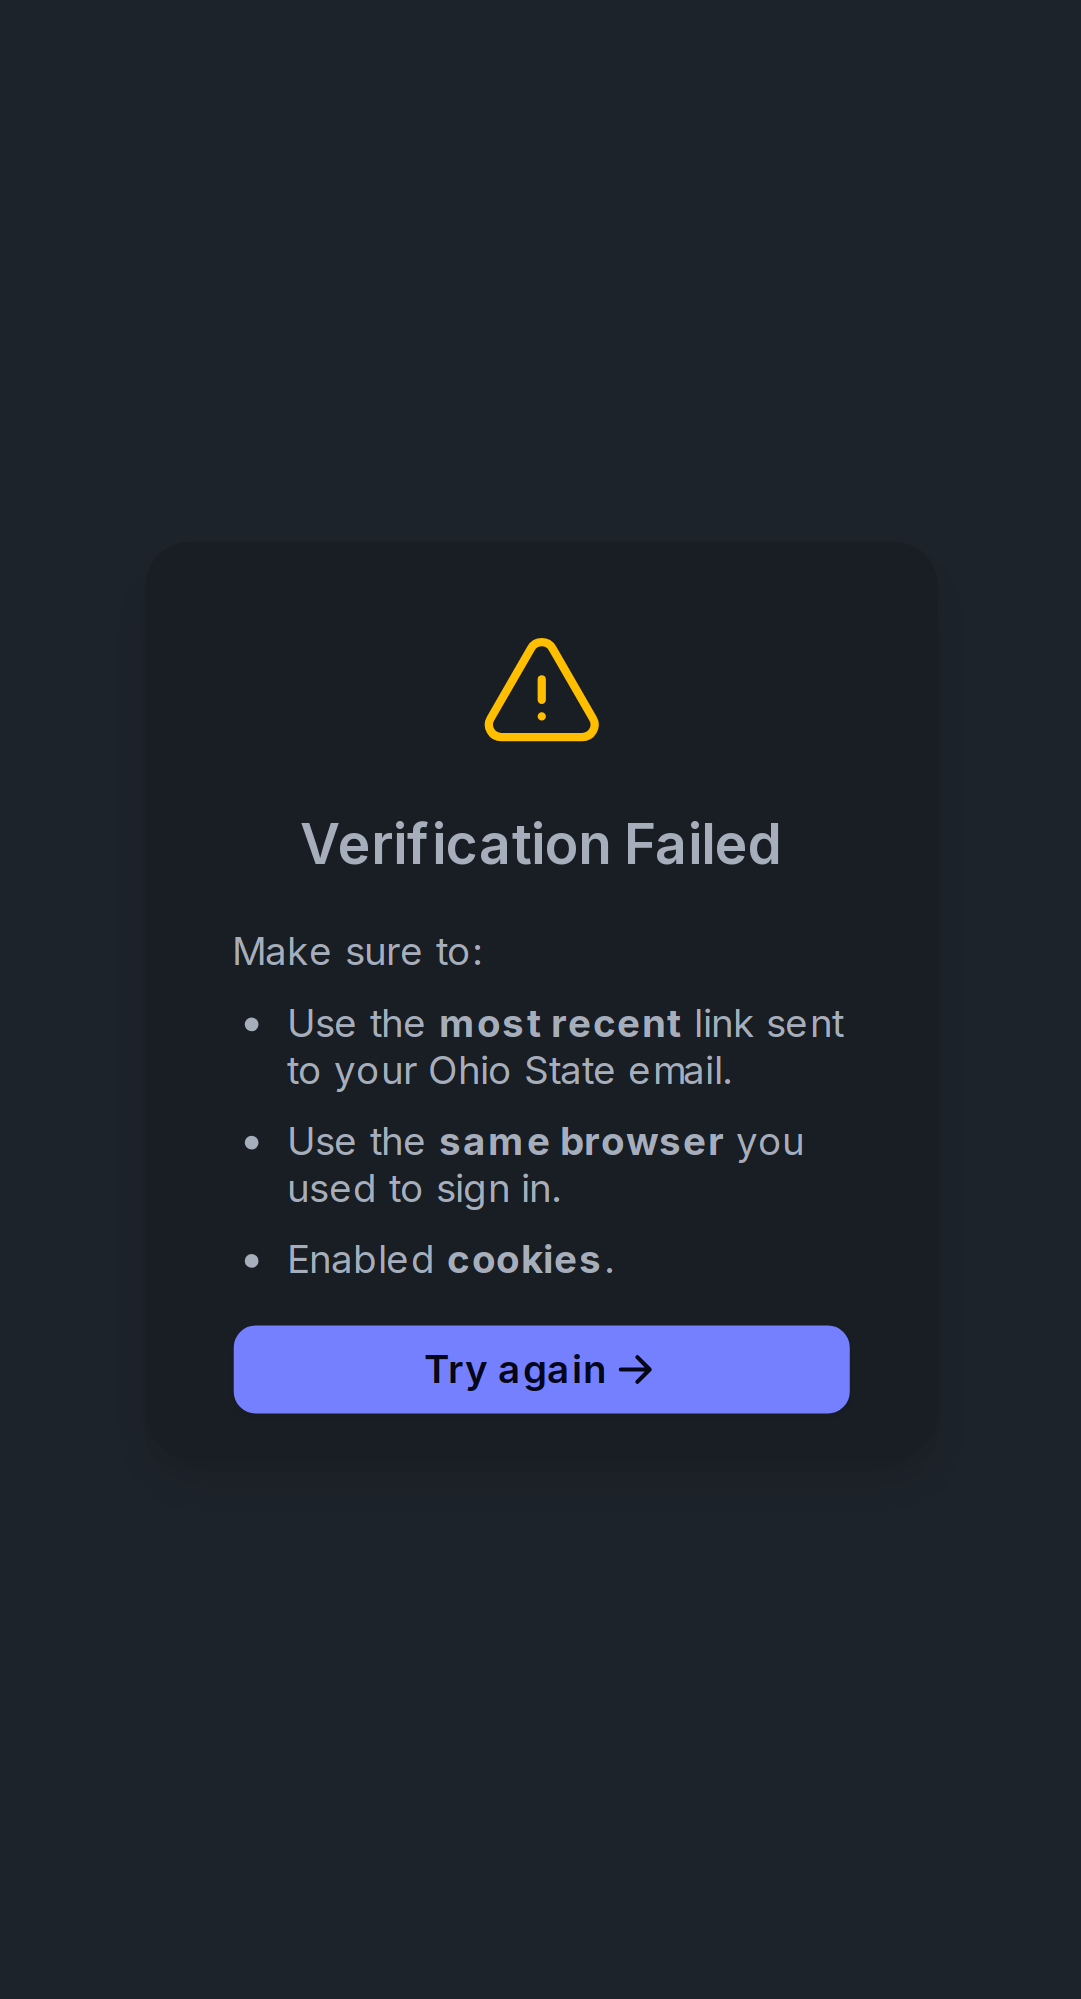 Verification Failed
Make sure to:
• Use the most recent link sent
to your Ohio State email.
• Use the same browser you
used to sign in.
• Enabled cookies.
Try again →